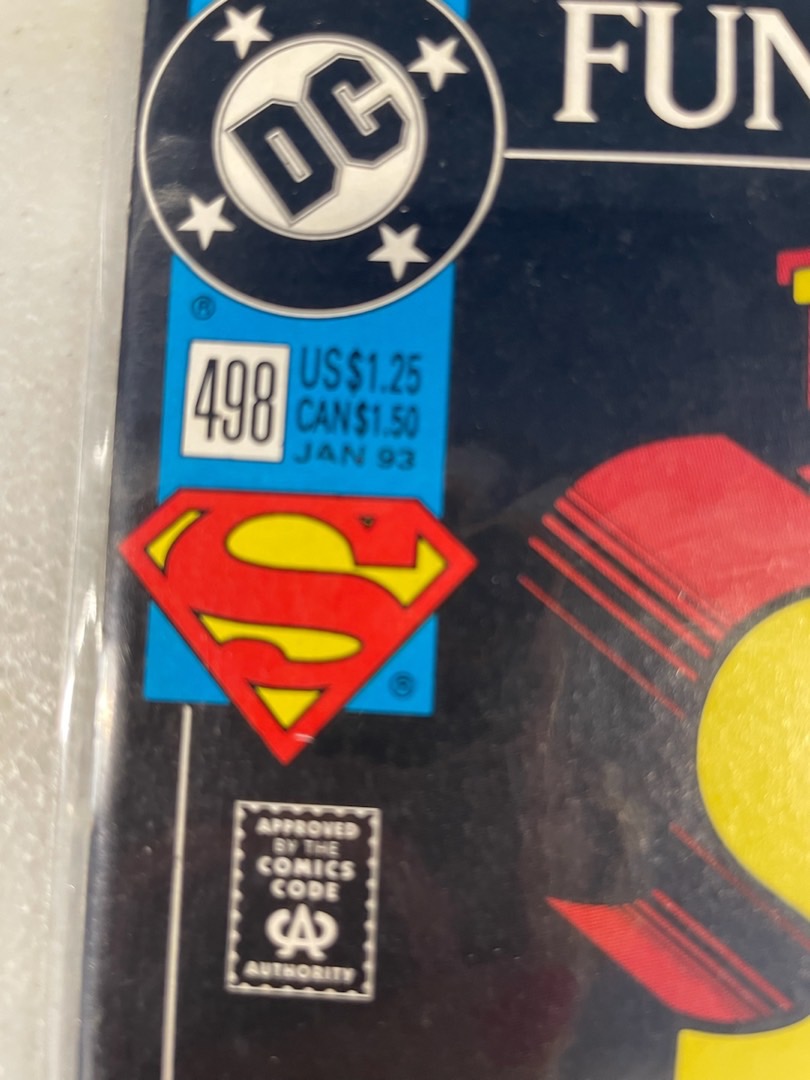 DC
FUN
®
498
US $1.25
CAN $1.50
JAN 93
S
®
APPROVED
BY THE
COMICS
CODE
CA
AUTHORITY